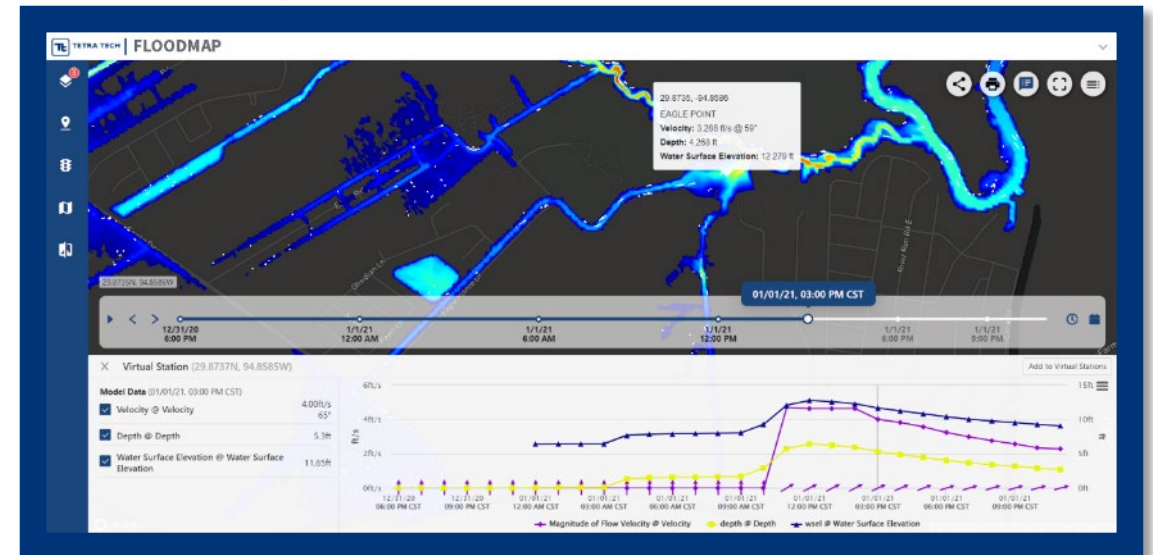 TETRA TECH | FLOODMAP
3
29.8735, -94.8586
EAGLE POINT
Velocity: 3.268 ft/s @ 59°
Depth: 4.268 ft
Water Surface Elevation: 12.279 ft
29.8735N, 94.8586W
01/01/21, 03:00 PM CST
12/31/20
6:00 PM
1/1/21
12:00 AM
1/1/21
6:00 AM
1/1/21
12:00 PM
1/1/21
6:00 PM
1/1/21
9:00 PM
Virtual Station (29.8737N, 94.8585W)
Add to Virtual Stations
Model Data (01/01/21, 03:00 PM CST)
Velocity @ Velocity
4.00ft/s
65°
Depth @ Depth
5.3ft
Water Surface Elevation @ Water Surface
Elevation
11.65ft
6ft/s
4ft/s
2ft/s
0ft/s
ft/s
15ft
10ft
5ft
0ft
ft
12/31/20
06:00 PM CST
12/31/20
09:00 PM CST
01/01/21
12:00 AM CST
01/01/21
03:00 AM CST
01/01/21
06:00 AM CST
01/01/21
09:00 AM CST
01/01/21
12:00 PM CST
01/01/21
03:00 PM CST
01/01/21
06:00 PM CST
01/01/21
09:00 PM CST
Magnitude of Flow Velocity @ Velocity
depth @ Depth
wsel @ Water Surface Elevation